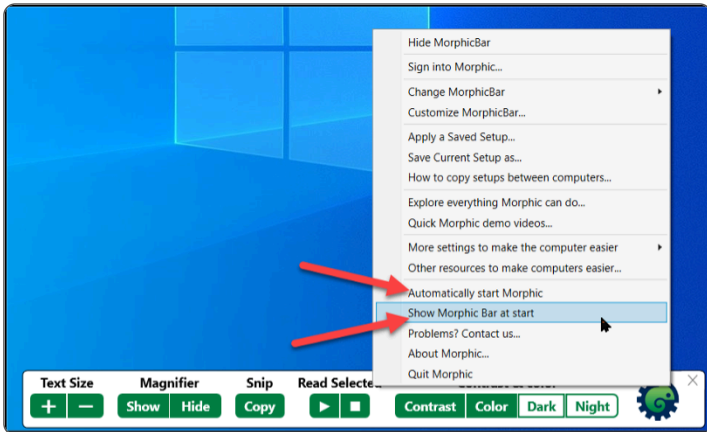 Hide MorphicBar
Sign into Morphic...
Change MorphicBar
Customize MorphicBar...
Apply a Saved Setup...
Save Current Setup as...
How to copy setups between computers...
Explore everything Morphic can do...
Quick Morphic demo videos...
More settings to make the computer easier
Other resources to make computers easier...
Automatically start Morphic
Show Morphic Bar at start
Problems? Contact us...
About Morphic...
Quit Morphic
Text Size Magnifier Snip Read Selected
+ − Show Hide Copy Contrast Color Dark Night